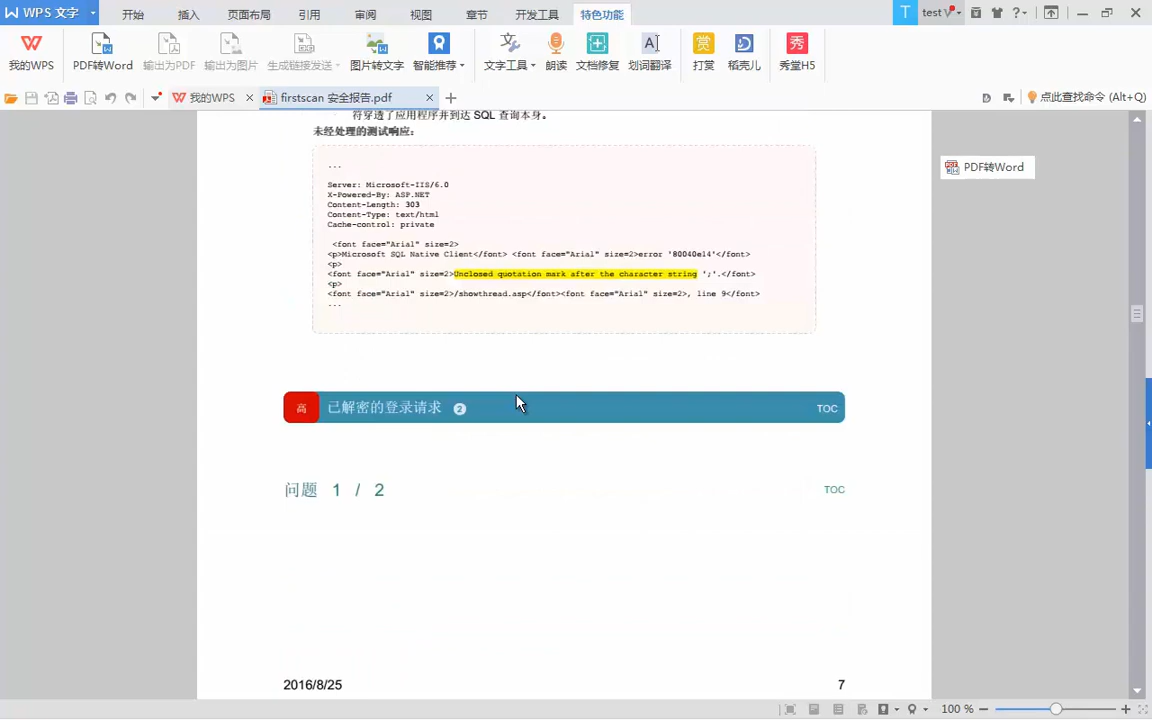 WPS 文字 开始 插入 页面布局 引用 审阅 视图 章节 开发工具 特色功能 T test
我的WPS PDF转Word 输出为PDF 输出为图片 生成链接发送 图片转文字 智能推荐 文字工具 朗读 文档修复 划词翻译 打赏 稻壳儿 秀堂H5
我的WPS firstscan 安全报告.pdf 点此查找命令 (Alt+Q)
符穿透了应用程序并到达 SQL 查询本身。
未经处理的测试响应:
PDF转Word
...
Server: Microsoft-IIS/6.0
X-Powered-By: ASP.NET
Content-Length: 303
Content-Type: text/html
Cache-control: private
<font face="Arial" size=2>
<p>Microsoft SQL Native Client</font> <font face="Arial" size=2>error '80040e14'</font>
<p>
<font face="Arial" size=2>Unclosed quotation mark after the character string ';'.</font>
<p>
<font face="Arial" size=2>/showthread.asp</font><font face="Arial" size=2>, line 9</font>
...
高 已解密的登录请求 2 TOC
问题 1 / 2 TOC
2016/8/25 7
100 %